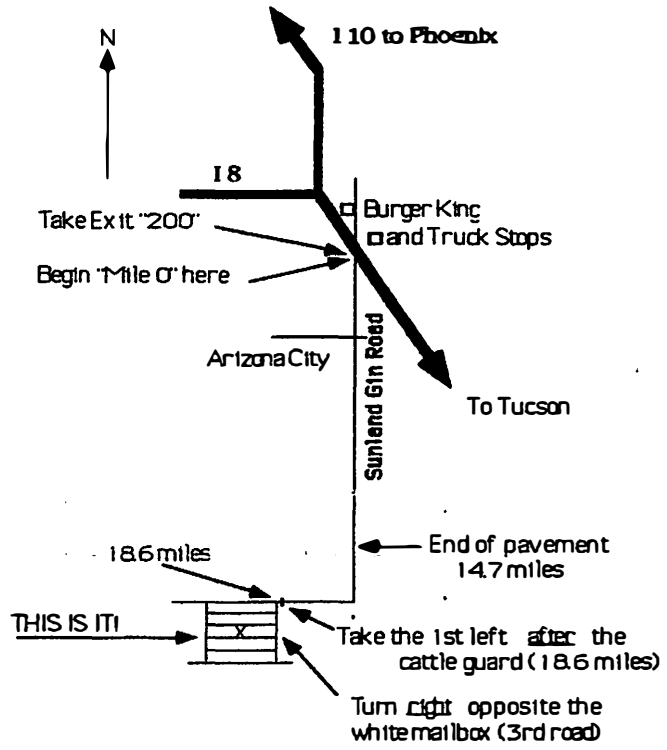 N
I 10 to Phoenix
I 8
Burger King
and Truck Stops
Take Exit "200"
Begin "Mile 0" here
Arizona City
Sunland Gin Road
To Tucson
End of pavement
14.7 miles
18.6 miles
THIS IS IT!
X
Take the 1st left after the
cattle guard (18.6 miles)
Turn right opposite the
white mailbox (3rd road)